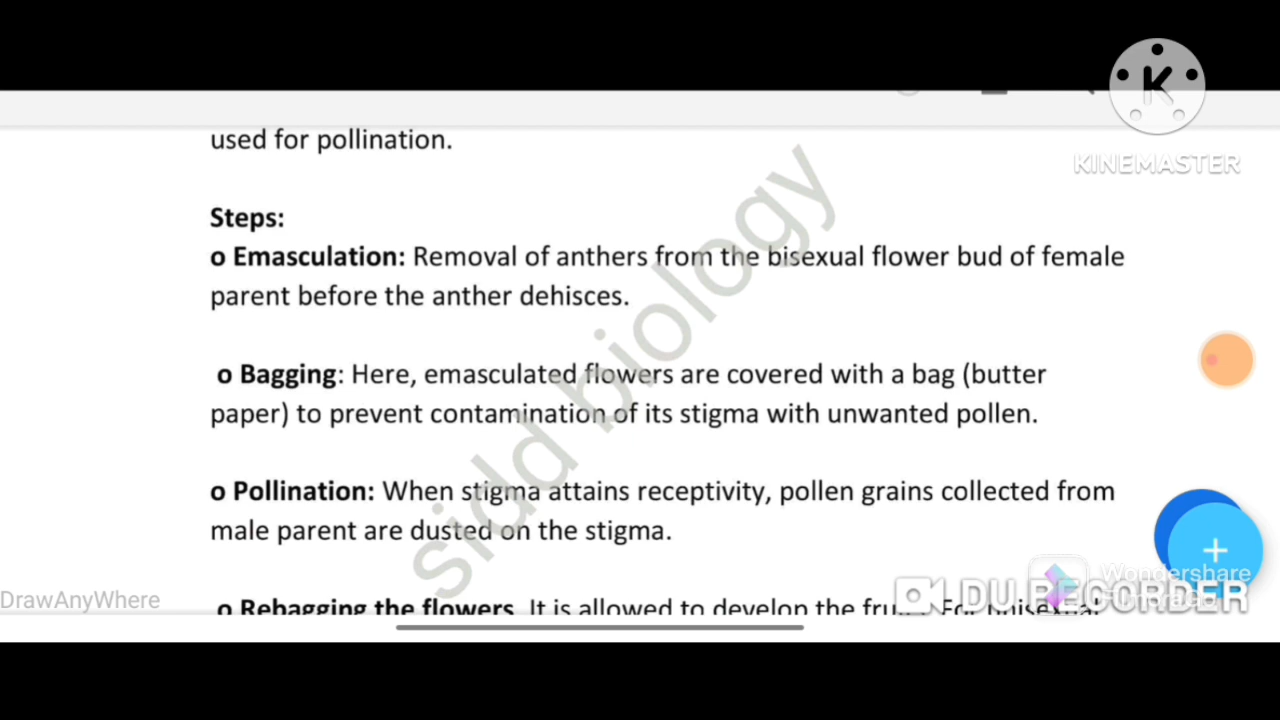 used for pollination.
Steps:
o Emasculation: Removal of anthers from the bisexual flower bud of female
parent before the anther dehisces.
o Bagging: Here, emasculated flowers are covered with a bag (butter
paper) to prevent contamination of its stigma with unwanted pollen.
o Pollination: When stigma attains receptivity, pollen grains collected from
male parent are dusted on the stigma.
o Rebagging the flowers. It is allowed to develop the fruits. For unisexual
sidd biology
K
KINEMASTER
DrawAnyWhere
+
Wondershare
DU RECORDER